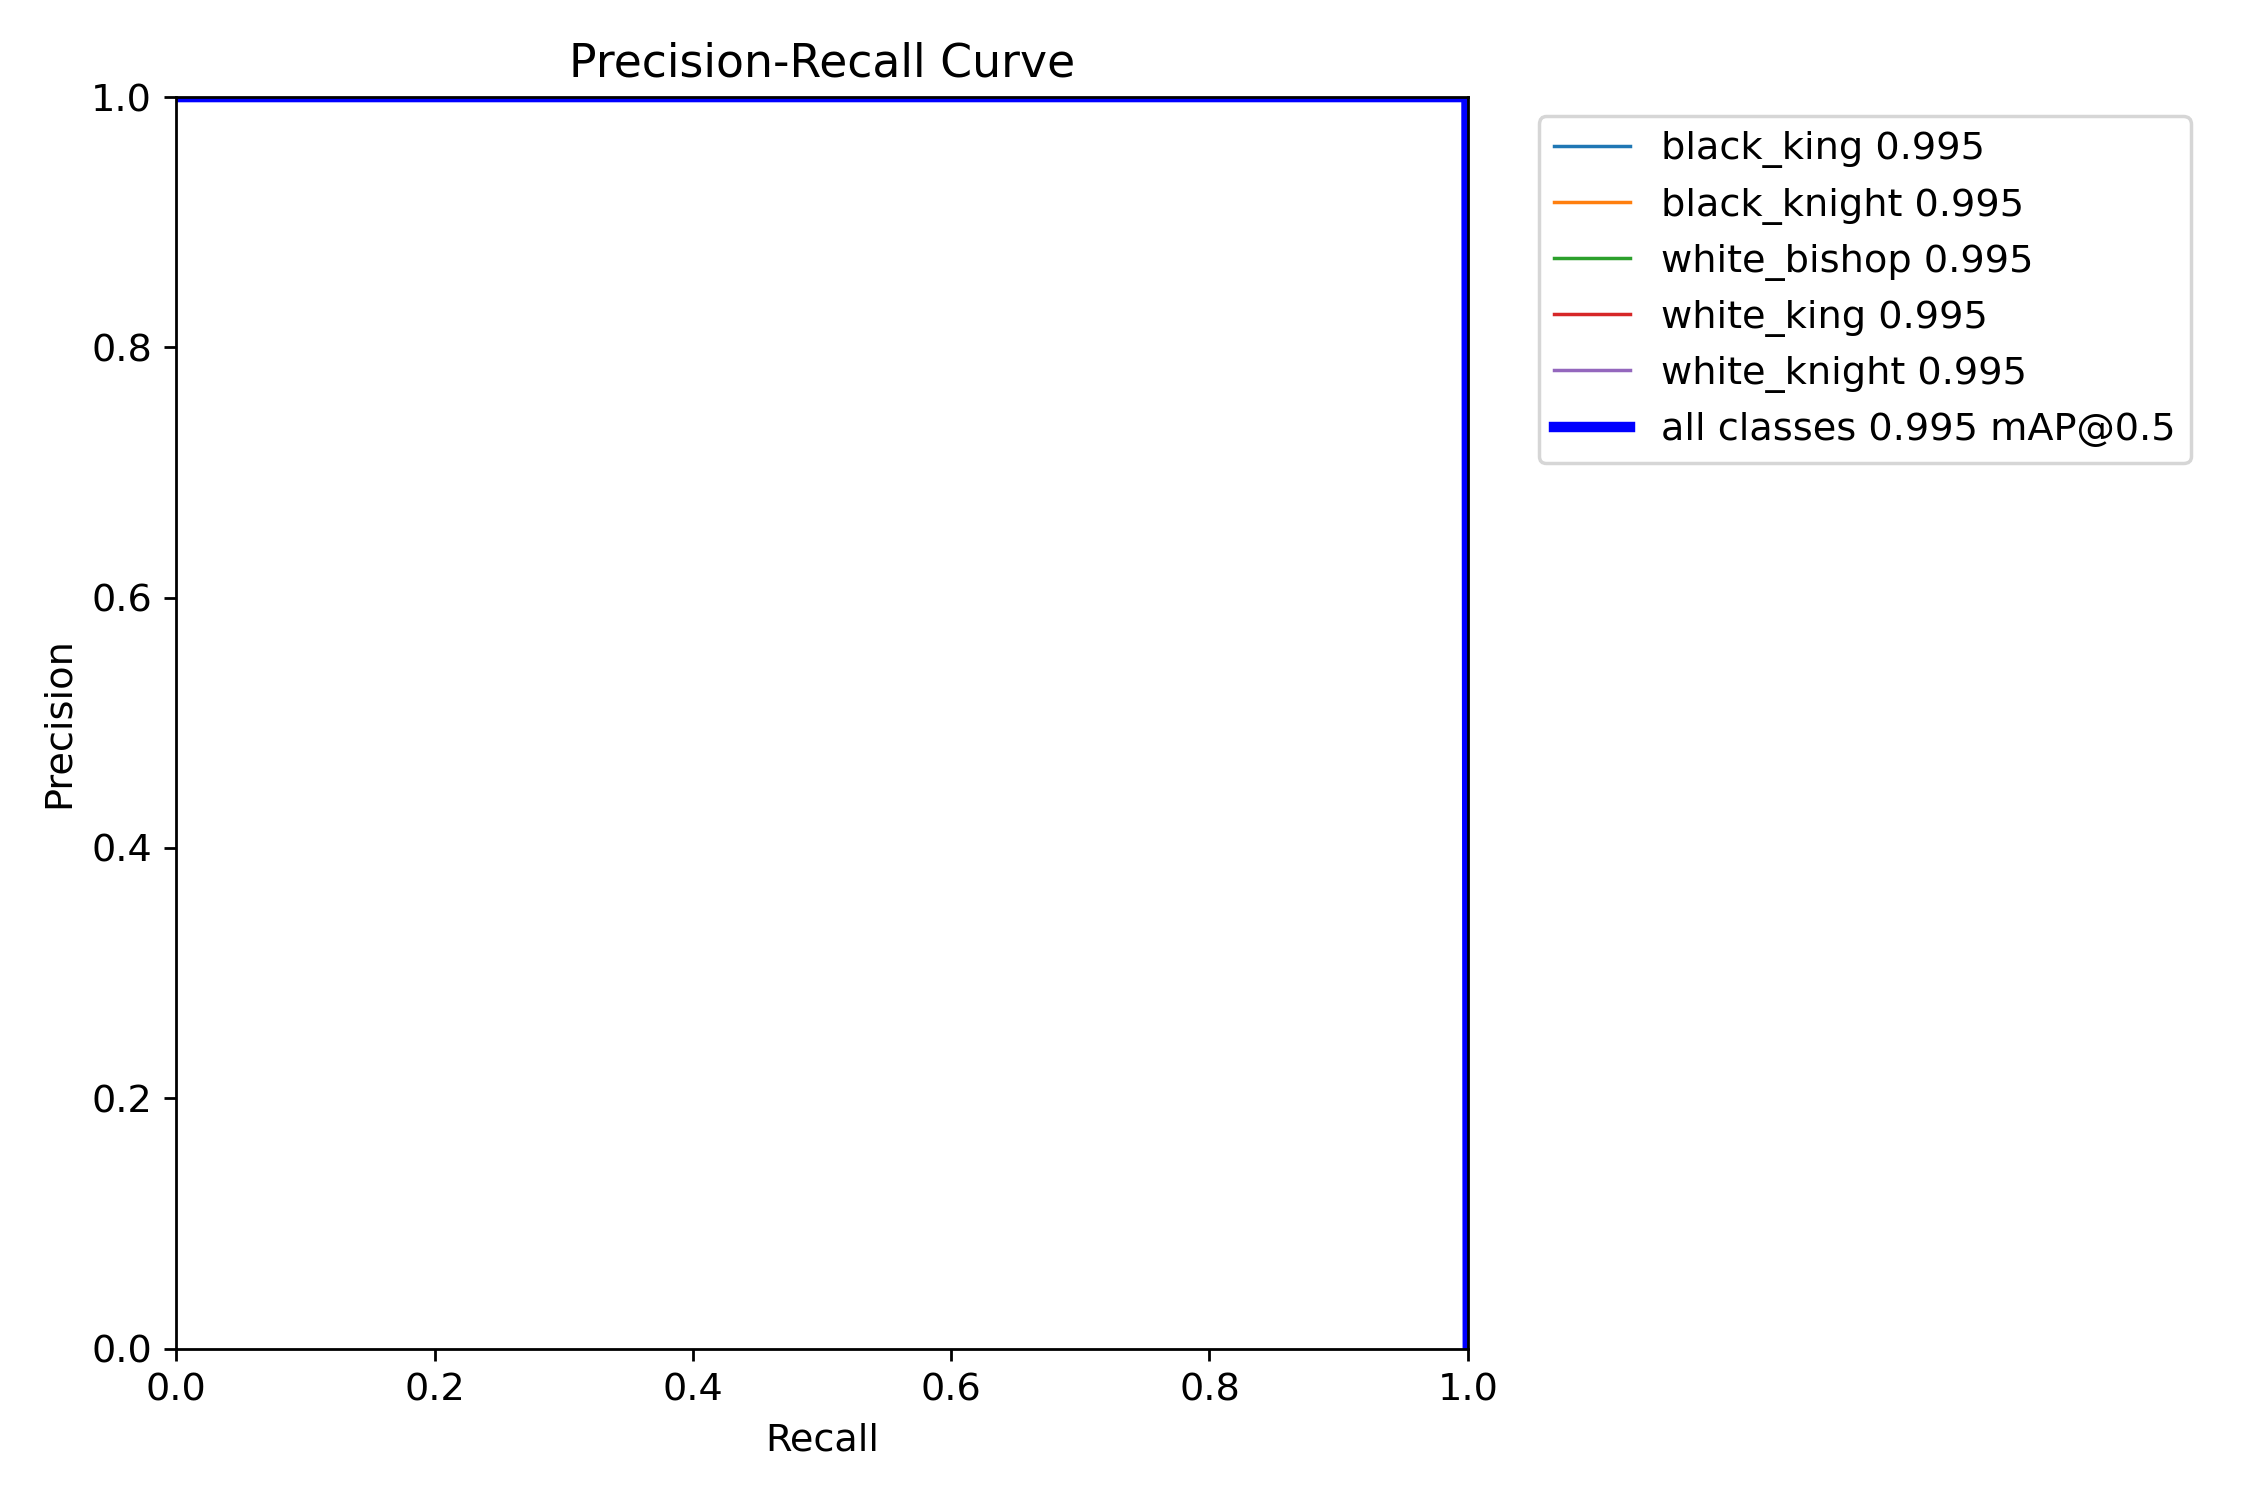 Precision-Recall Curve
1.0
0.8
0.6
0.4
0.2
0.0
Precision
0.0 0.2 0.4 0.6 0.8 1.0
Recall
black_king 0.995
black_knight 0.995
white_bishop 0.995
white_king 0.995
white_knight 0.995
all classes 0.995 mAP@0.5